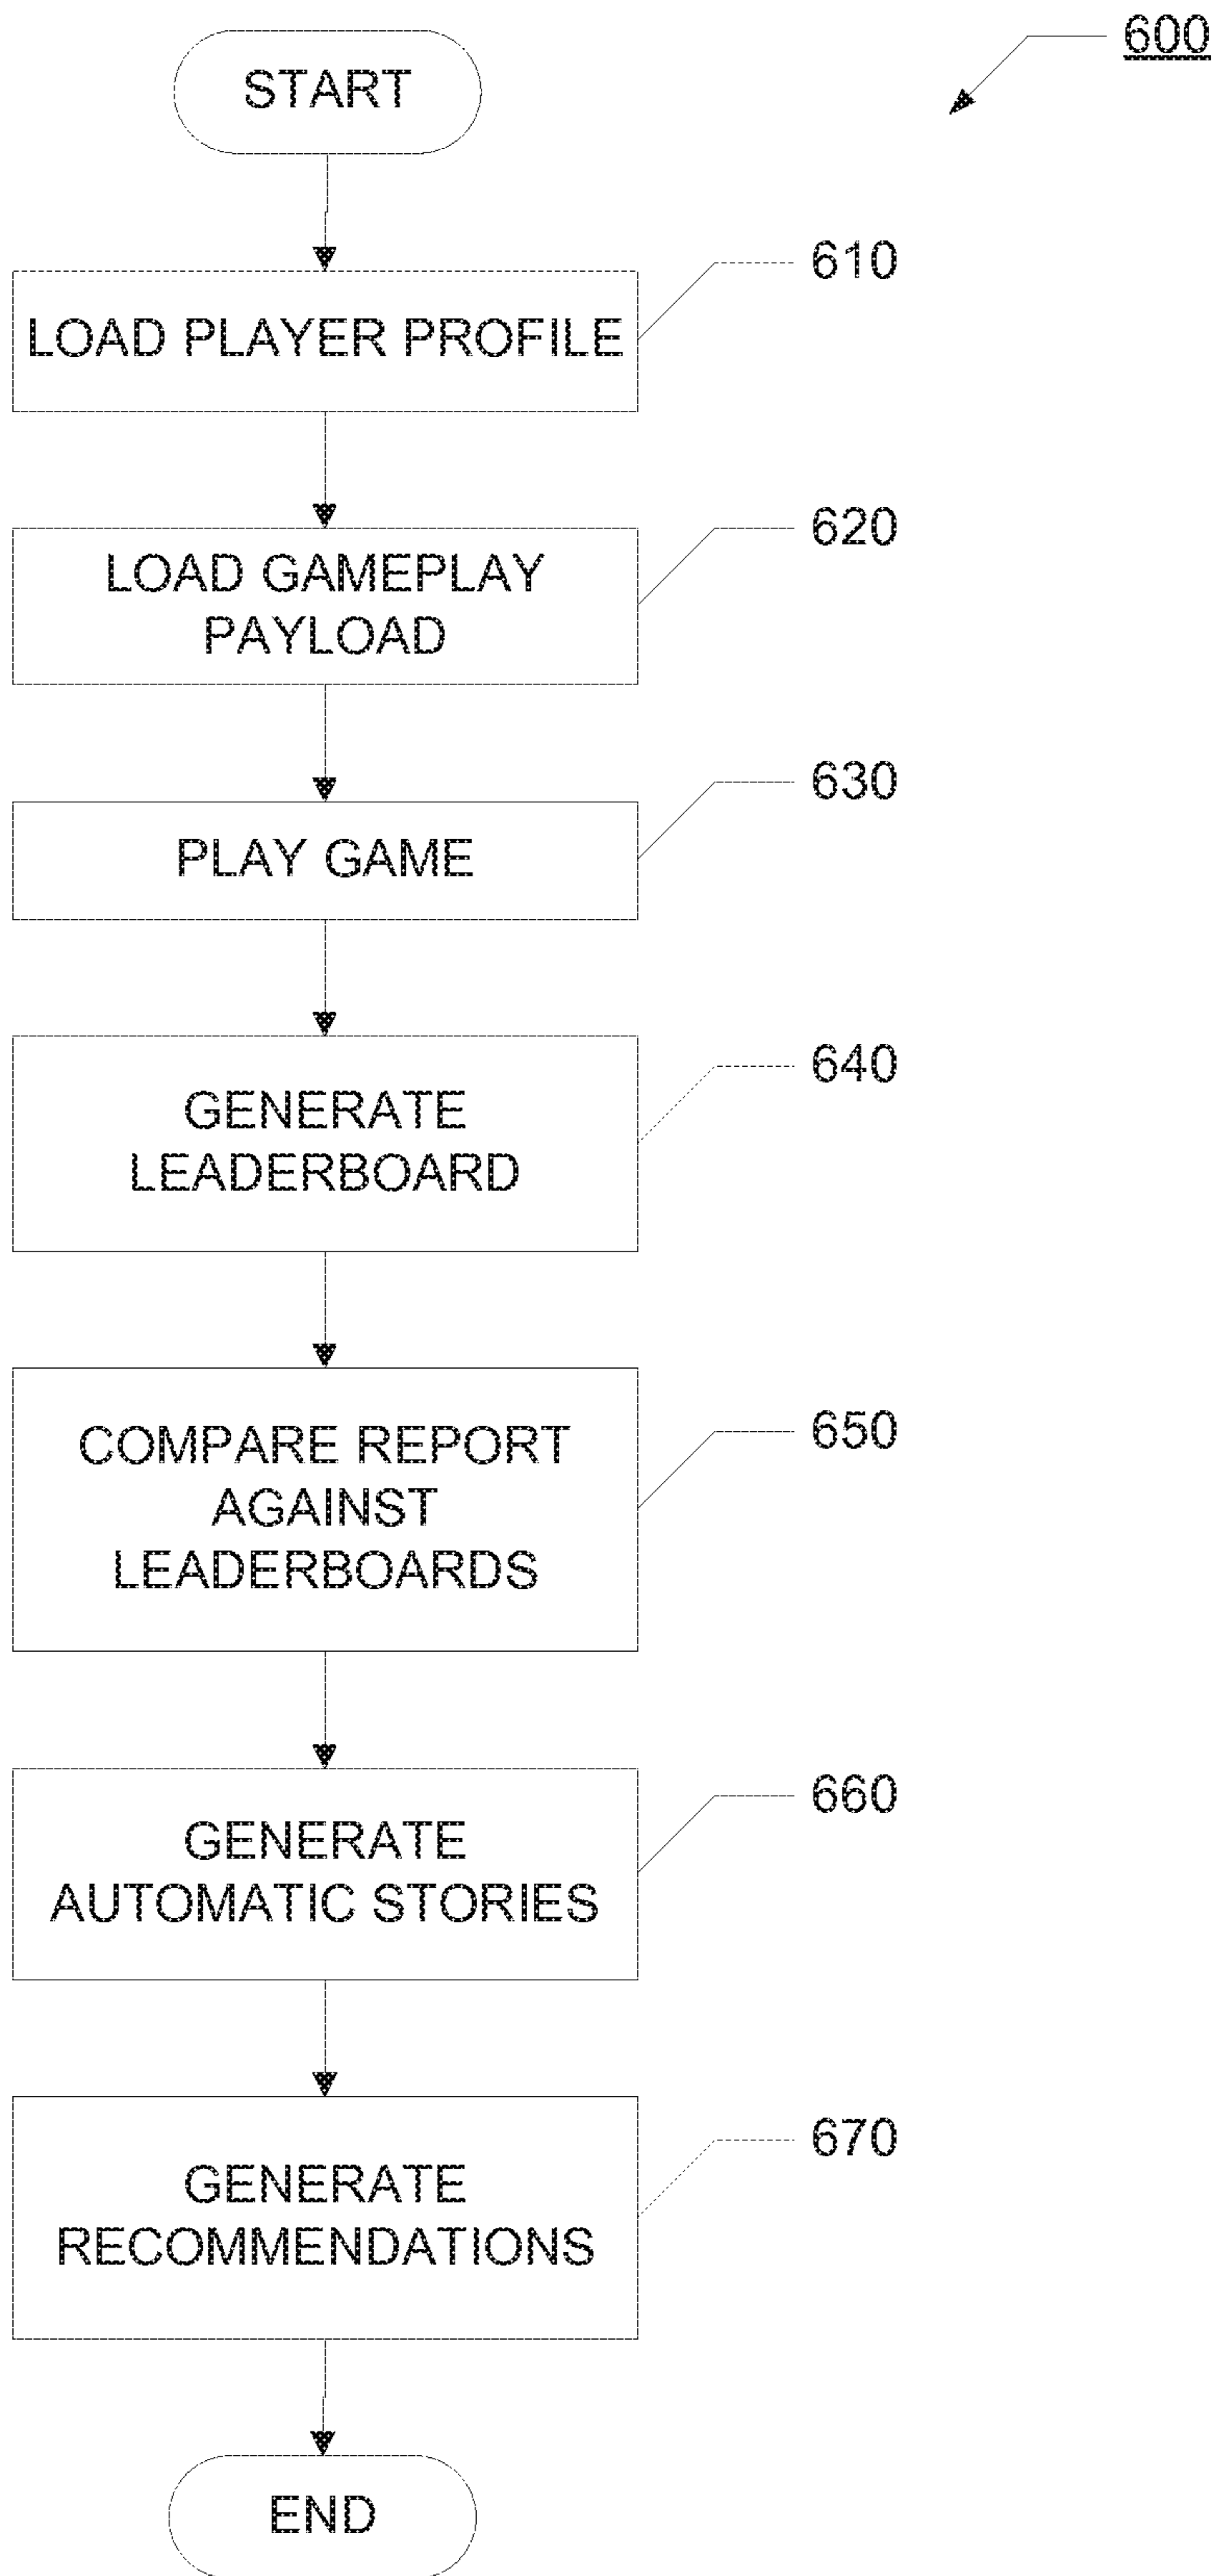 600
START
LOAD PLAYER PROFILE
610
LOAD GAMEPLAY
PAYLOAD
620
PLAY GAME
630
GENERATE
LEADERBOARD
640
COMPARE REPORT
AGAINST
LEADERBOARDS
650
GENERATE
AUTOMATIC STORIES
660
GENERATE
RECOMMENDATIONS
670
END